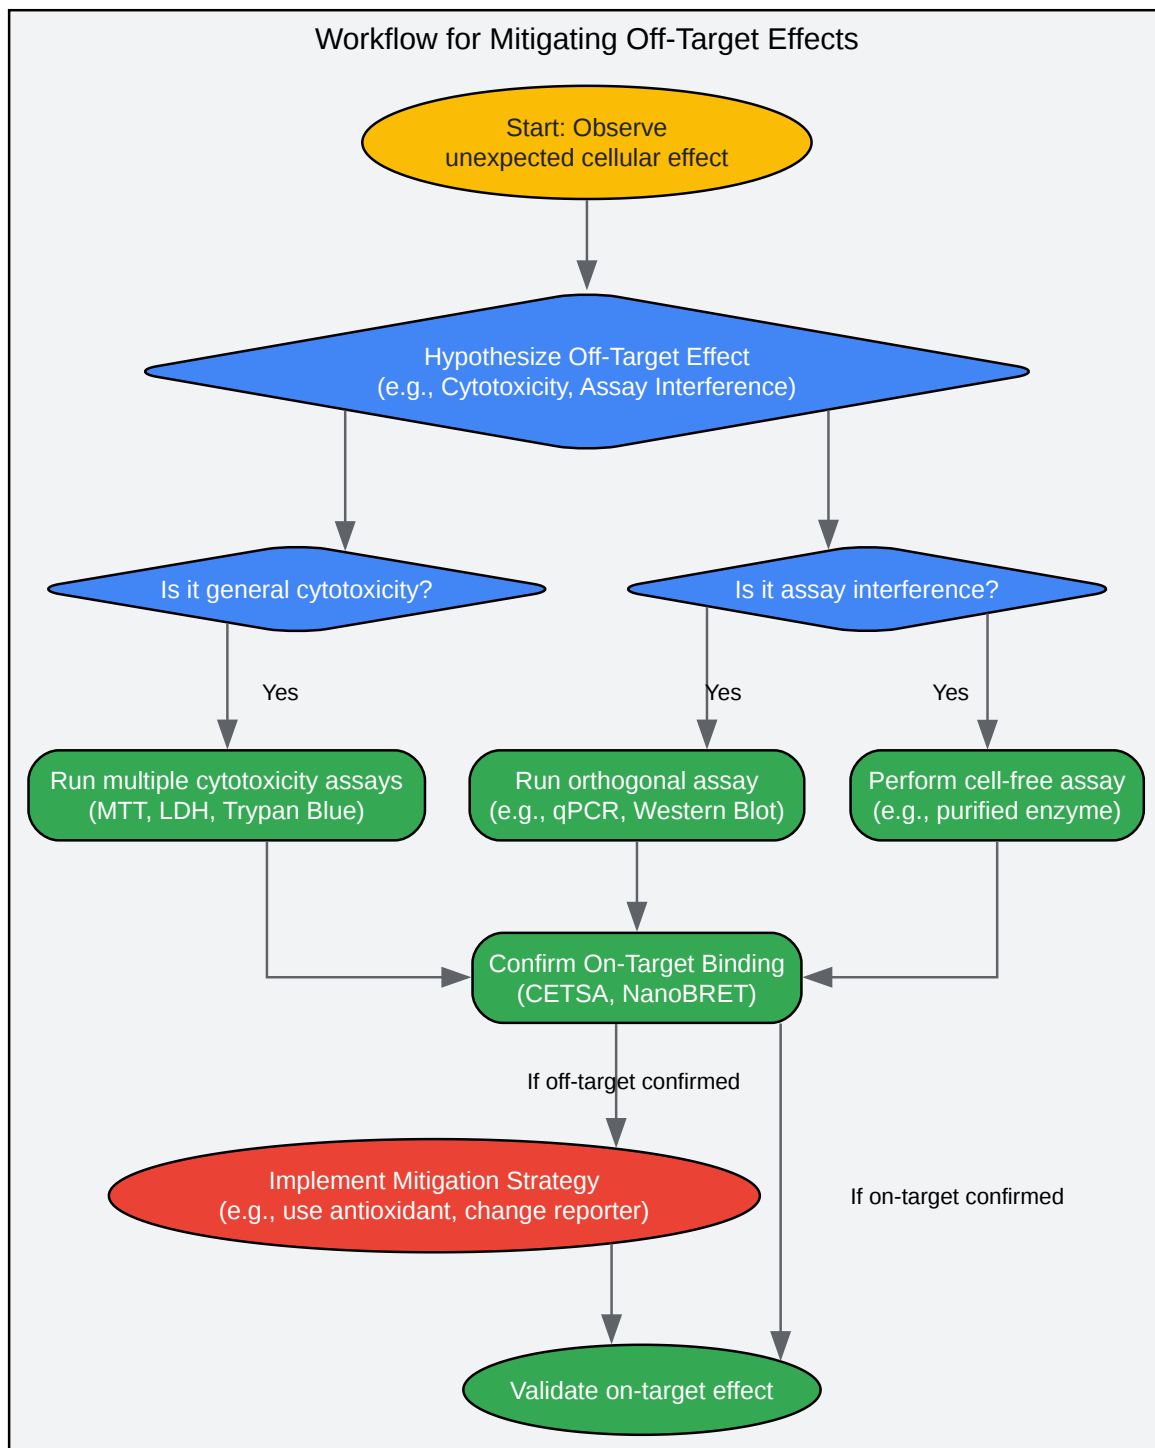 Workflow for Mitigating Off-Target Effects
Start: Observe
unexpected cellular effect
Hypothesize Off-Target Effect
(e.g., Cytotoxicity, Assay Interference)
Is it general cytotoxicity?
Is it assay interference?
Yes
Yes
Yes
Run multiple cytotoxicity assays
(MTT, LDH, Trypan Blue)
Run orthogonal assay
(e.g., qPCR, Western Blot)
Perform cell-free assay
(e.g., purified enzyme)
Confirm On-Target Binding
(CETSA, NanoBRET)
If off-target confirmed
Implement Mitigation Strategy
(e.g., use antioxidant, change reporter)
If on-target confirmed
Validate on-target effect